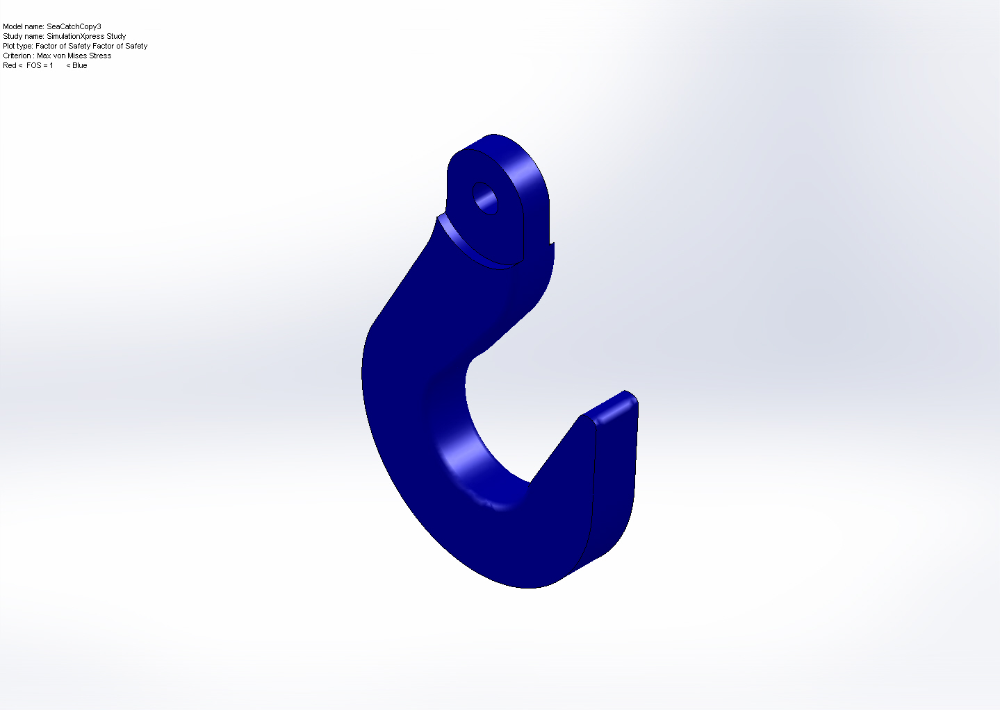 Model name: SeaCatchCopy3
Study name: SimulationXpress Study
Plot type: Factor of Safety Factor of Safety
Criterion : Max von Mises Stress
Red < FOS = 1 < Blue